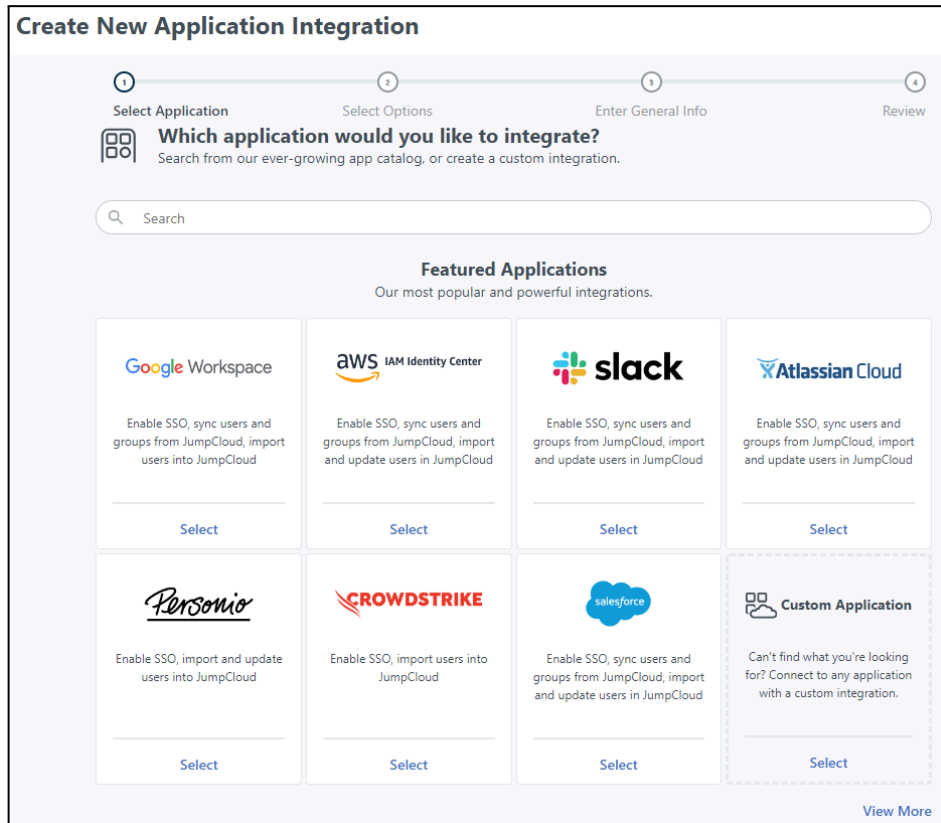 Create New Application Integration
1
2
3
4
Select Application
Select Options
Enter General Info
Review
Which application would you like to integrate?
Search from our ever-growing app catalog, or create a custom integration.
Search
Featured Applications
Our most popular and powerful integrations.
Google Workspace
Enable SSO, sync users and
groups from JumpCloud, import
users into JumpCloud
Select
aws IAM Identity Center
Enable SSO, sync users and
groups from JumpCloud, import
and update users in JumpCloud
Select
slack
Enable SSO, sync users and
groups from JumpCloud, import
and update users in JumpCloud
Select
Atlassian Cloud
Enable SSO, sync users and
groups from JumpCloud, import
and update users in JumpCloud
Select
Personio
Enable SSO, import and update
users into JumpCloud
Select
CROWDSTRIKE
Enable SSO, import users into
JumpCloud
Select
salesforce
Enable SSO, sync users and
groups from JumpCloud, import
and update users in JumpCloud
Select
Custom Application
Can't find what you're looking
for? Connect to any application
with a custom integration.
Select
View More